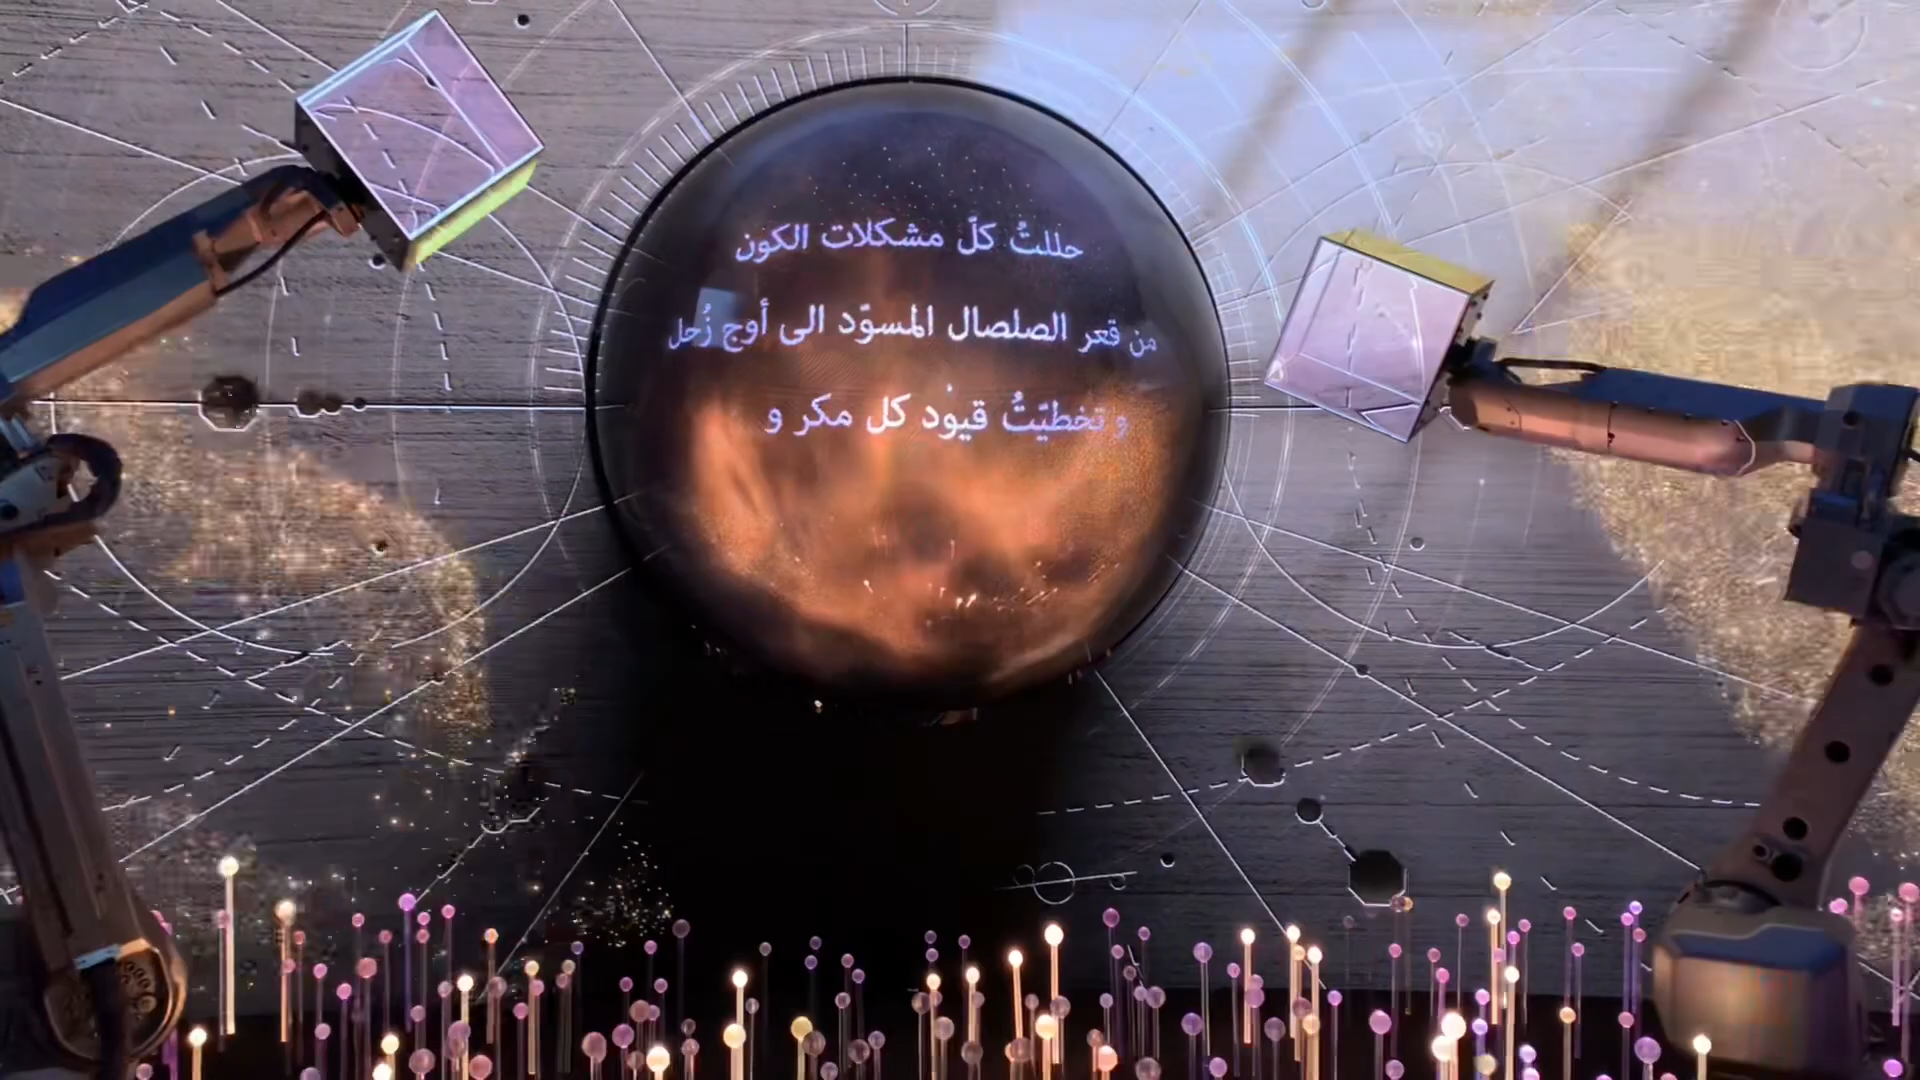 حللتُ كلّ مشكلات الكون
من قعر الصلصال المسوّد الى أوج زُحل
و تخطيّتُ قيود كل مكر و